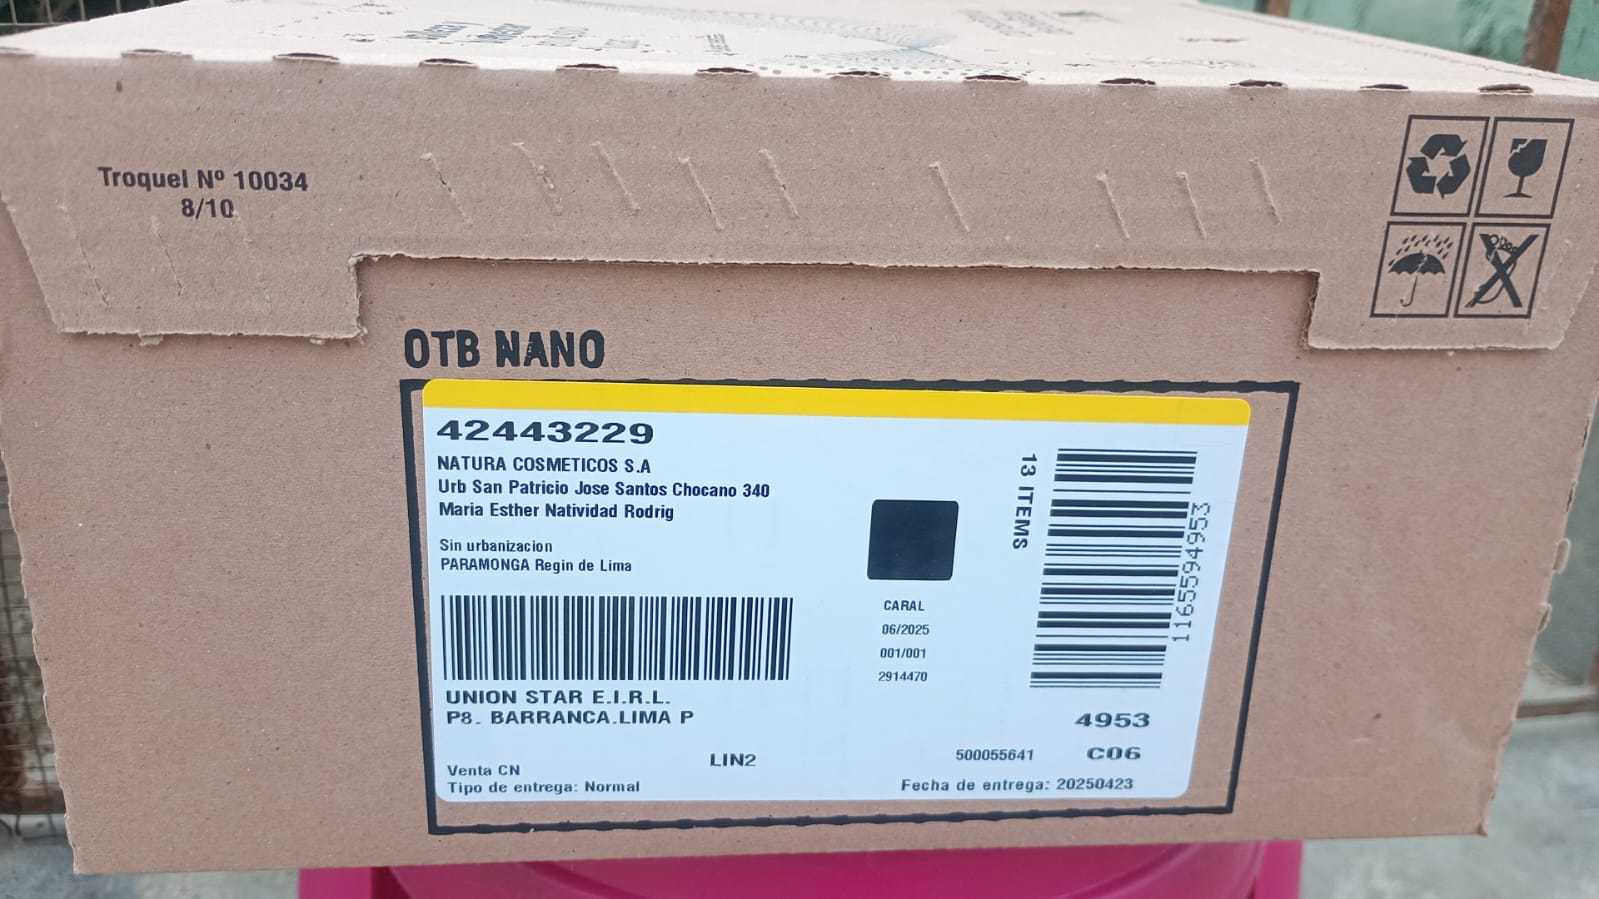 Troquel Nº 10034
8/10
OTB NANO
42443229
NATURA COSMETICOS S.A
Urb San Patricio Jose Santos Chocano 340
Maria Esther Natividad Rodrig
Sin urbanizacion
PARAMONGA Regin de Lima
UNION STAR E.I.R.L.
P8. BARRANCA.LIMA P
LIN2
Venta CN
Tipo de entrega: Normal
CARAL
06/2025
001/001
2914470
13 ITEMS
1165594953
4953
500055641
C06
Fecha de entrega: 20250423